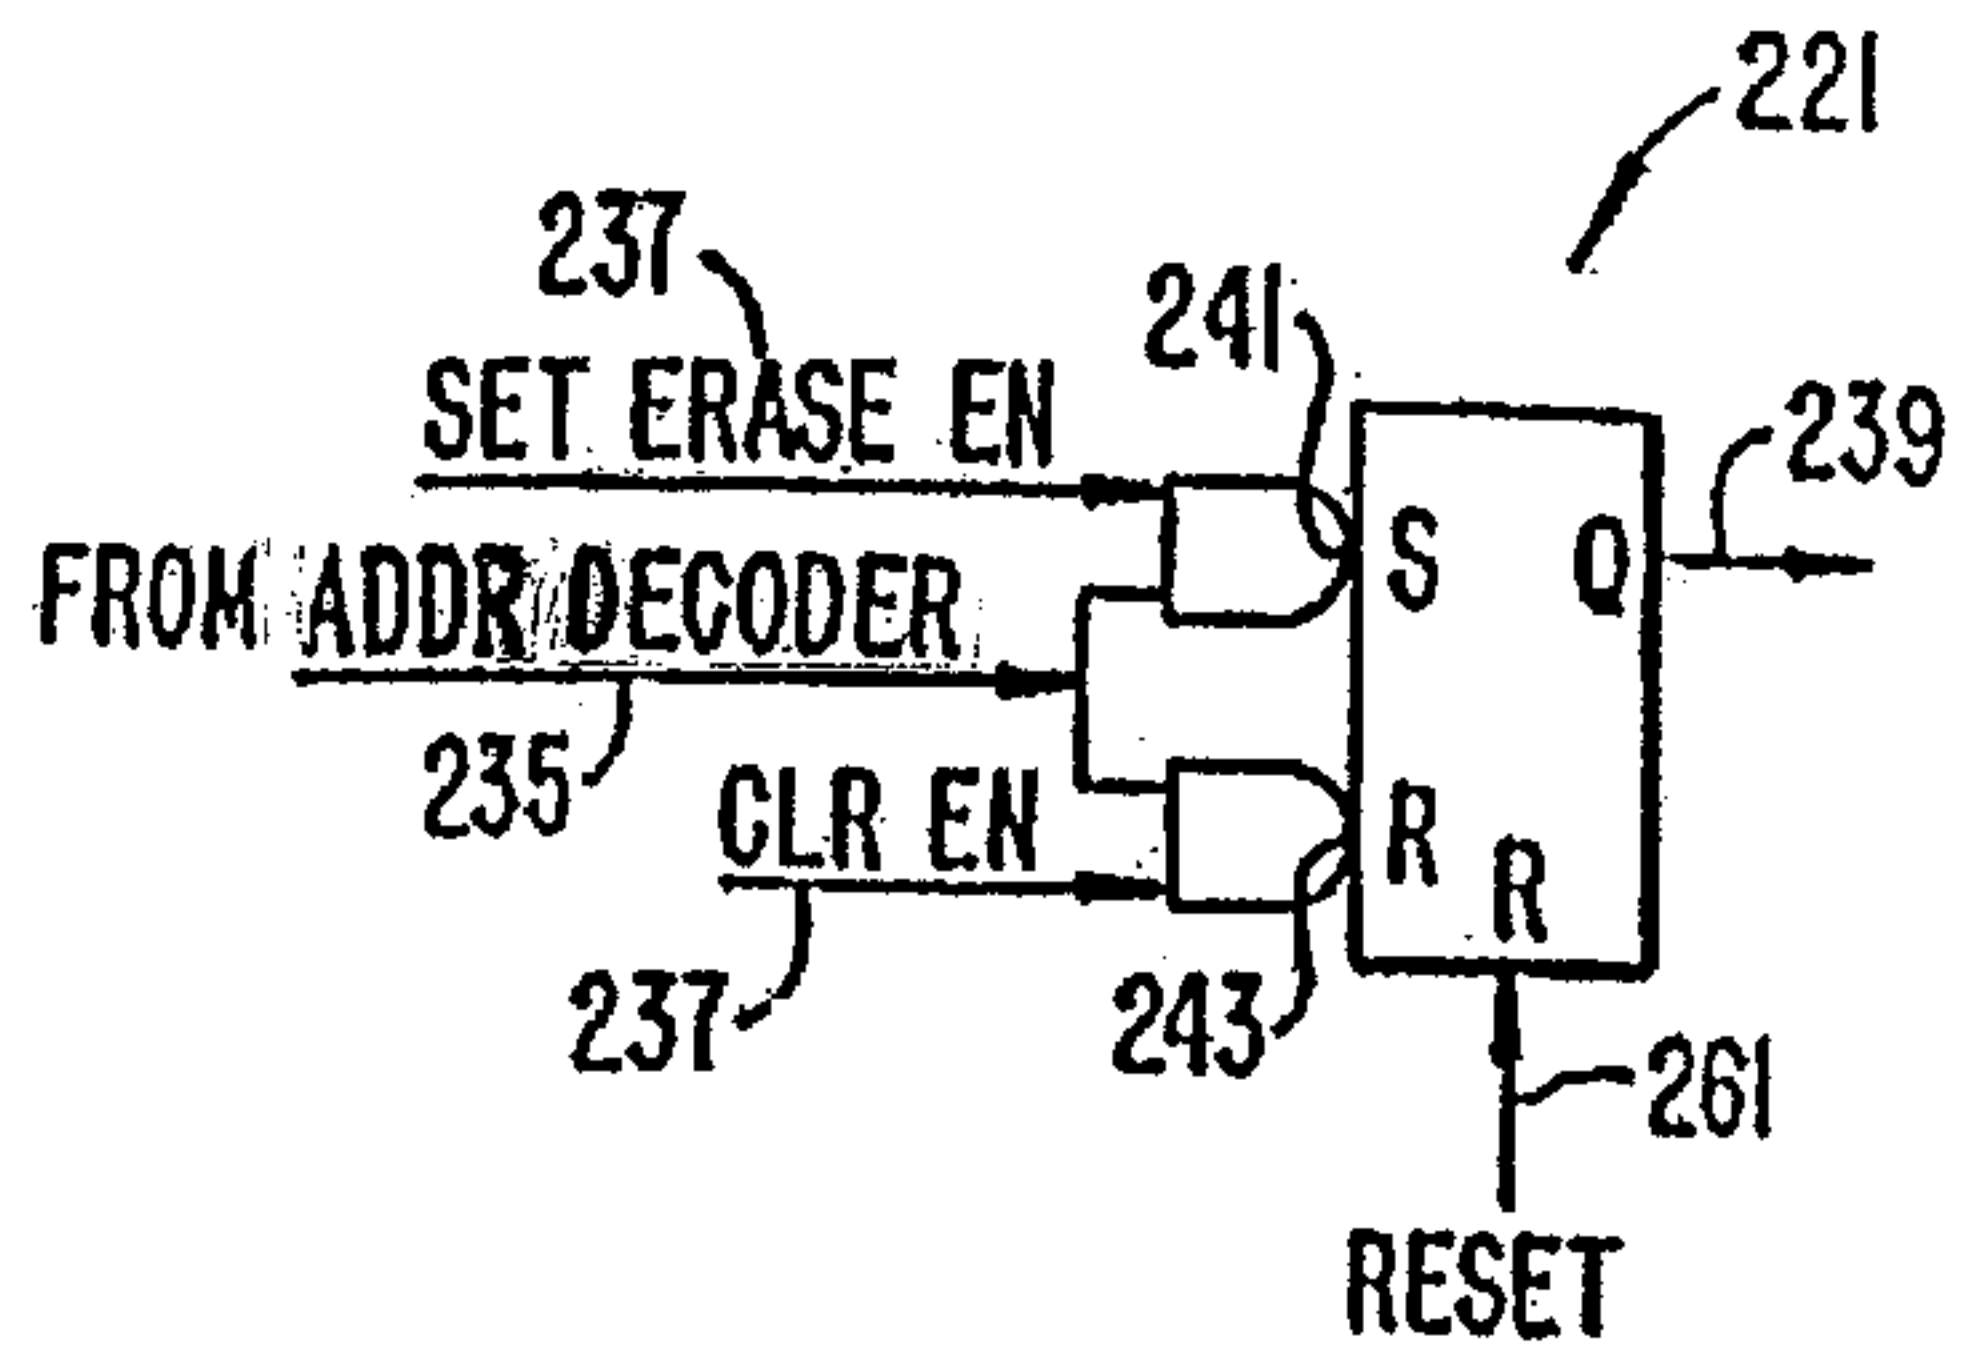 221
237
241
SET ERASE EN
239
S
Q
FROM ADDR DECODER
235
CLR EN
R
R
237
243
261
RESET